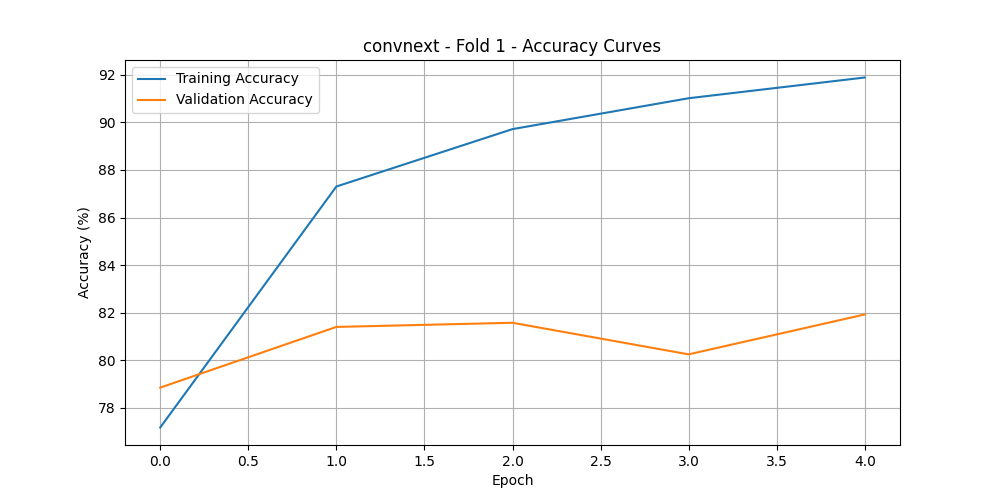 convnext - Fold 1 - Accuracy Curves
Training Accuracy
Validation Accuracy
92
90
88
86
84
82
80
78
Accuracy (%)
0.0 0.5 1.0 1.5 2.0 2.5 3.0 3.5 4.0
Epoch